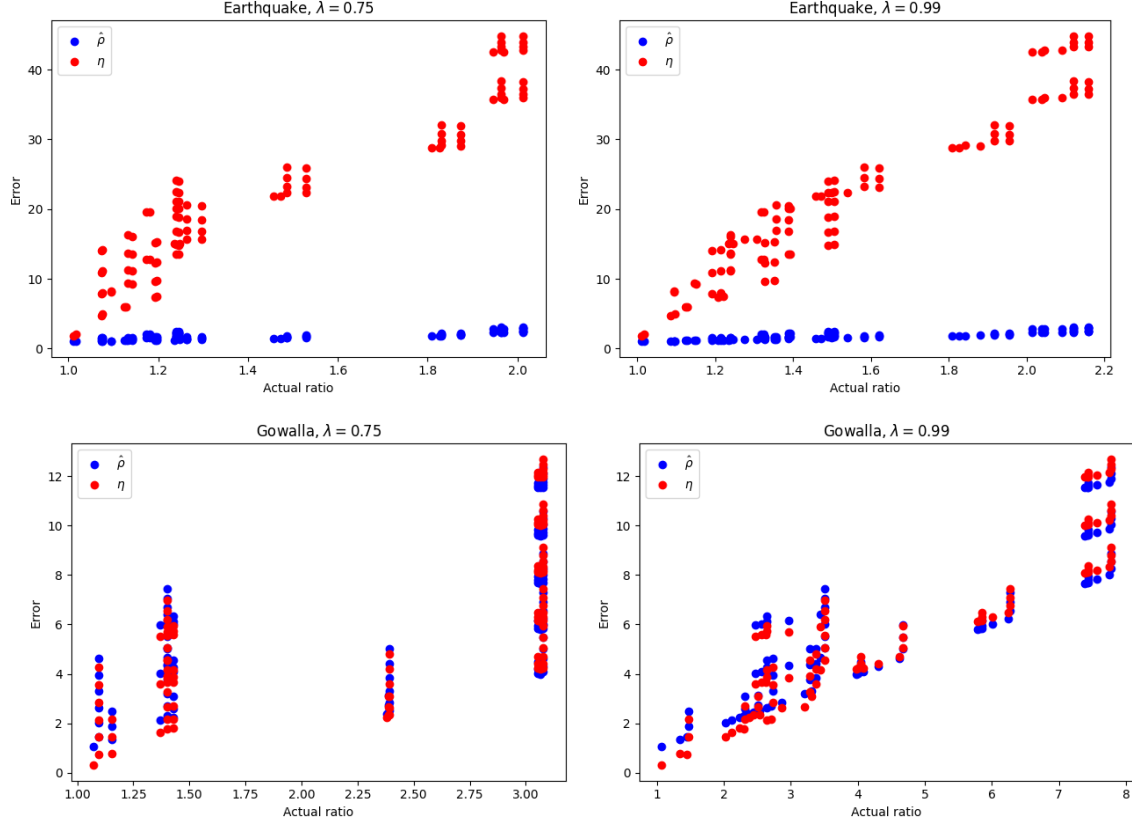 Earthquake, λ = 0.75
ρ̂
η
Error
40
30
20
10
0
1.0 1.2 1.4 1.6 1.8 2.0
Actual ratio
Earthquake, λ = 0.99
ρ̂
η
Error
40
30
20
10
0
1.0 1.2 1.4 1.6 1.8 2.0 2.2
Actual ratio
Gowalla, λ = 0.75
ρ̂
η
Error
12
10
8
6
4
2
0
1.00 1.25 1.50 1.75 2.00 2.25 2.50 2.75 3.00
Actual ratio
Gowalla, λ = 0.99
ρ̂
η
Error
12
10
8
6
4
2
0
1 2 3 4 5 6 7 8
Actual ratio